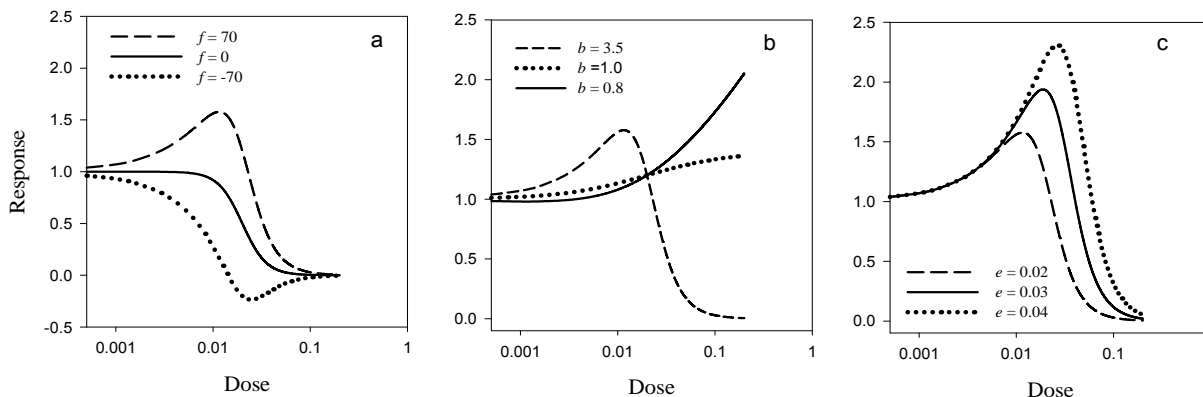 2.5
2.0
1.5
1.0
0.5
0.0
-0.5
Response
f = 70
f = 0
f = -70
a
0.001 0.01 0.1 1
Dose
2.5
2.0
1.5
1.0
0.5
0.0
b = 3.5
b =1.0
b = 0.8
b
0.001 0.01 0.1 1
Dose
2.5
2.0
1.5
1.0
0.5
0.0
c
e = 0.02
e = 0.03
e = 0.04
0.001 0.01 0.1
Dose